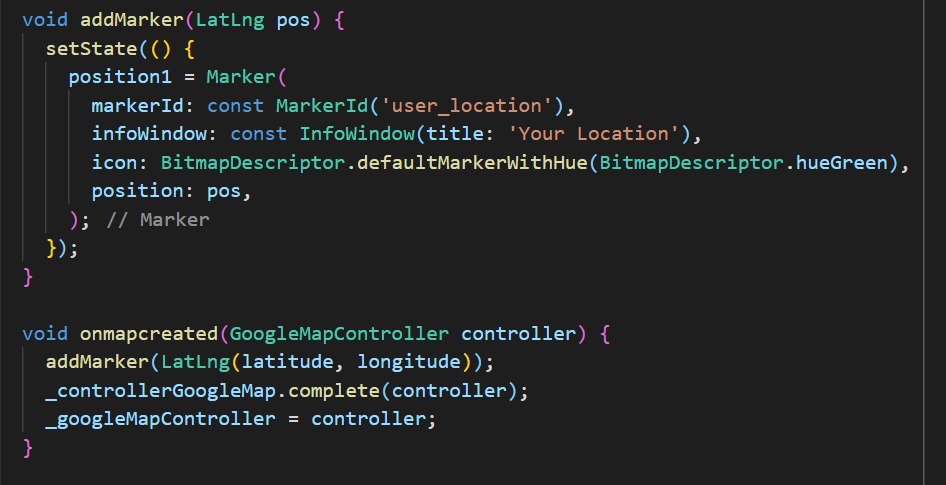 void addMarker(LatLng pos) {
  setState(() {
    position1 = Marker(
      markerId: const MarkerId('user_location'),
      infoWindow: const InfoWindow(title: 'Your Location'),
      icon: BitmapDescriptor.defaultMarkerWithHue(BitmapDescriptor.hueGreen),
      position: pos,
    ); // Marker
  });
}

void onmapcreated(GoogleMapController controller) {
  addMarker(LatLng(latitude, longitude));
  _controllerGoogleMap.complete(controller);
  _googleMapController = controller;
}